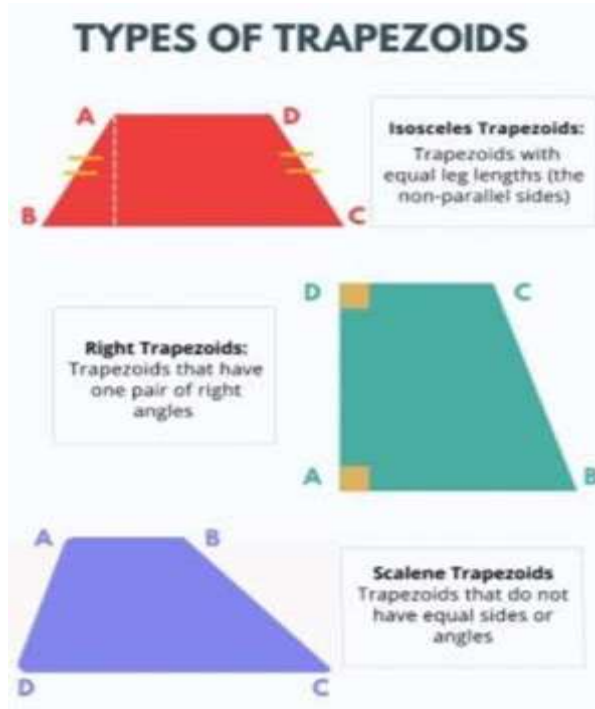 TYPES OF TRAPEZOIDS
A D
Isosceles Trapezoids:
Trapezoids with
equal leg lengths (the
non-parallel sides)
B C
D C
Right Trapezoids:
Trapezoids that have
one pair of right
angles
A B
A B
Scalene Trapezoids
Trapezoids that do not
have equal sides or
angles
D C